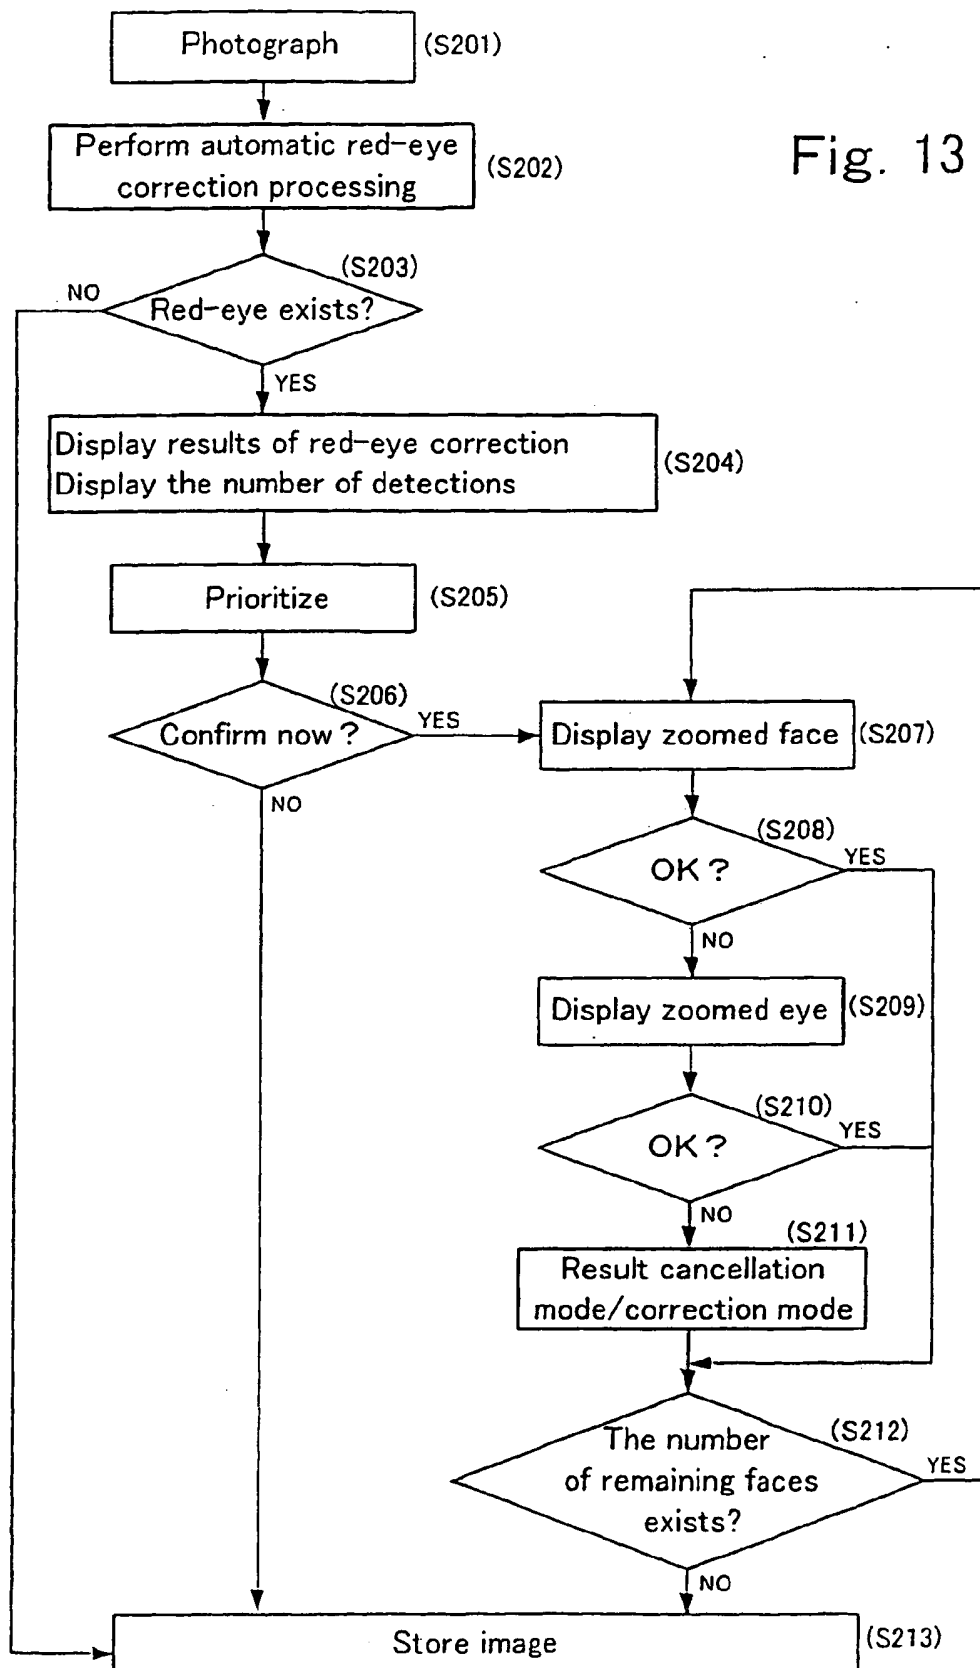 Photograph (S201)
Fig. 13
Perform automatic red-eye
correction processing (S202)
(S203)
NO
Red-eye exists?
YES
Display results of red-eye correction
Display the number of detections (S204)
Prioritize (S205)
(S206)
Confirm now ? YES
NO
Display zoomed face (S207)
(S208)
OK ? YES
NO
Display zoomed eye (S209)
(S210)
OK ? YES
NO
(S211)
Result cancellation
mode/correction mode
(S212)
The number
of remaining faces
exists?
YES
NO
Store image (S213)